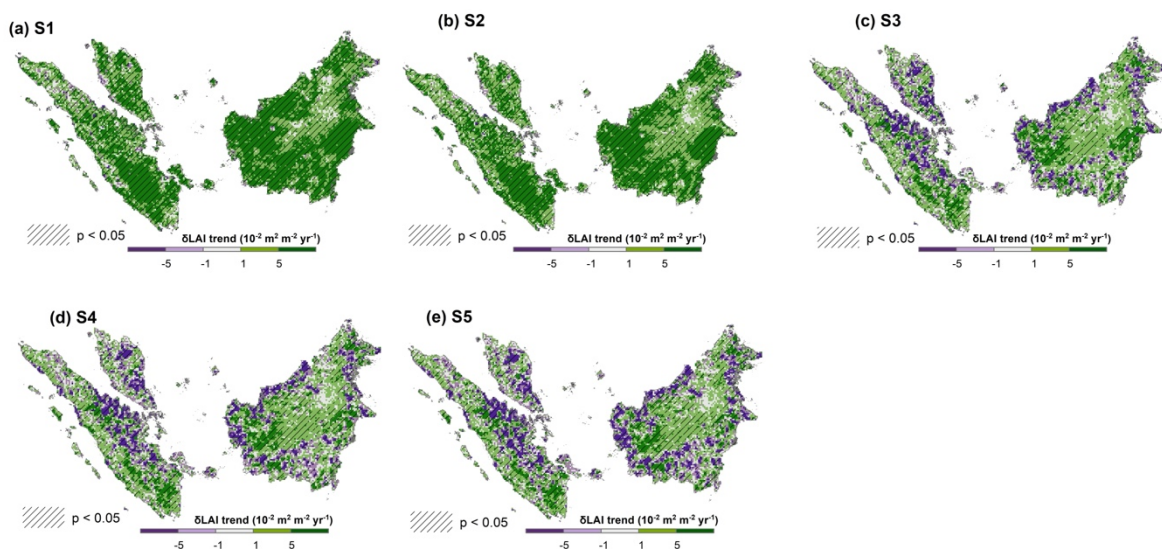 (a) S1
(b) S2
(c) S3
p < 0.05
δLAI trend (10⁻² m² m⁻² yr⁻¹)
-5 -1 1 5
p < 0.05
δLAI trend (10⁻² m² m⁻² yr⁻¹)
-5 -1 1 5
p < 0.05
δLAI trend (10⁻² m² m⁻² yr⁻¹)
-5 -1 1 5
(d) S4
(e) S5
p < 0.05
δLAI trend (10⁻² m² m⁻² yr⁻¹)
-5 -1 1 5
p < 0.05
δLAI trend (10⁻² m² m⁻² yr⁻¹)
-5 -1 1 5